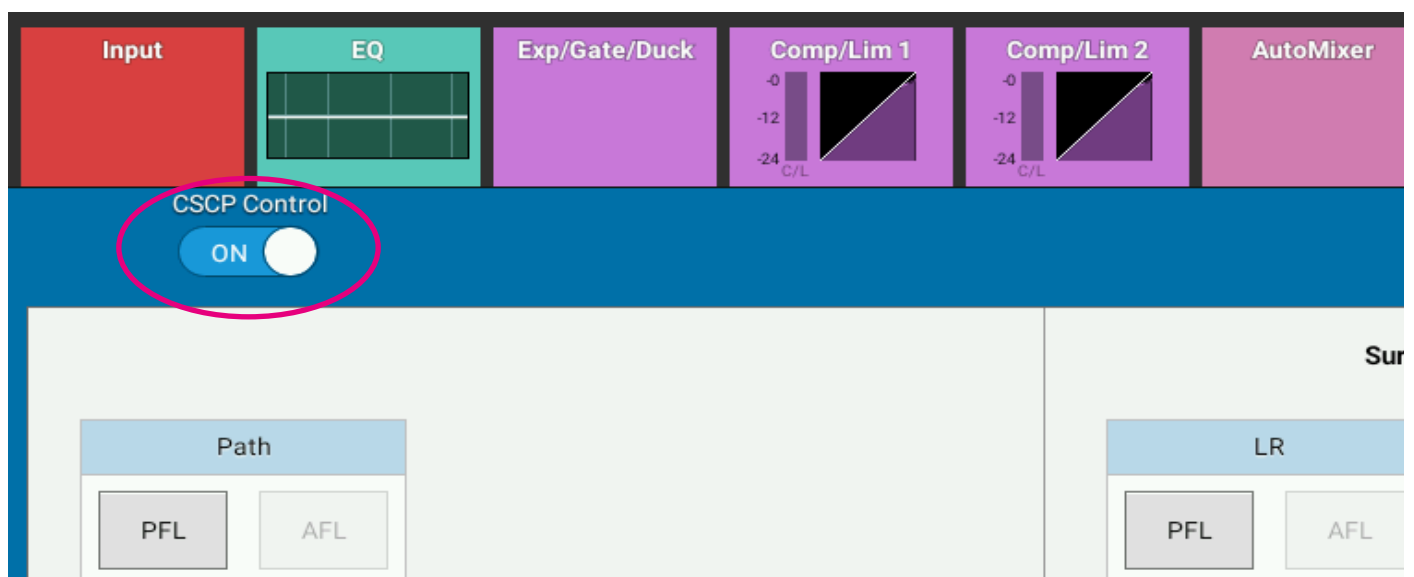 Input
EQ
Exp/Gate/Duck
Comp/Lim 1
-0
-12
-24
C/L
Comp/Lim 2
-0
-12
-24
C/L
AutoMixer
CSCP Control
ON
Sur
Path
PFL
AFL
LR
PFL
AFL